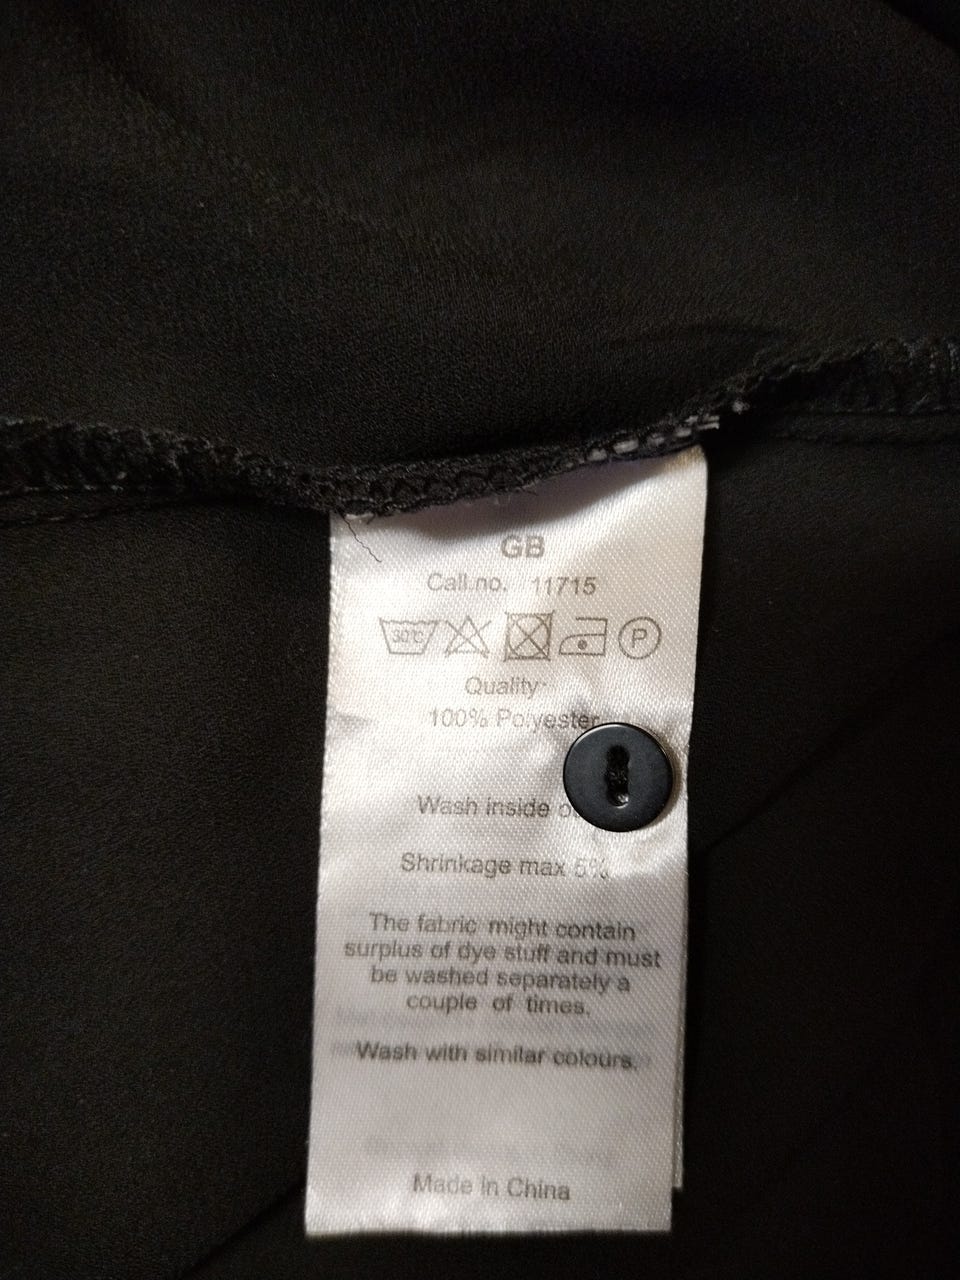 GB
Call.no. 11715
30°C P
Quality
100% Polyester
Wash inside
Shrinkage max 5%
The fabric might contain
surplus of dye stuff and must
be washed separately a
couple of times.
Wash with similar colours.
Made in China